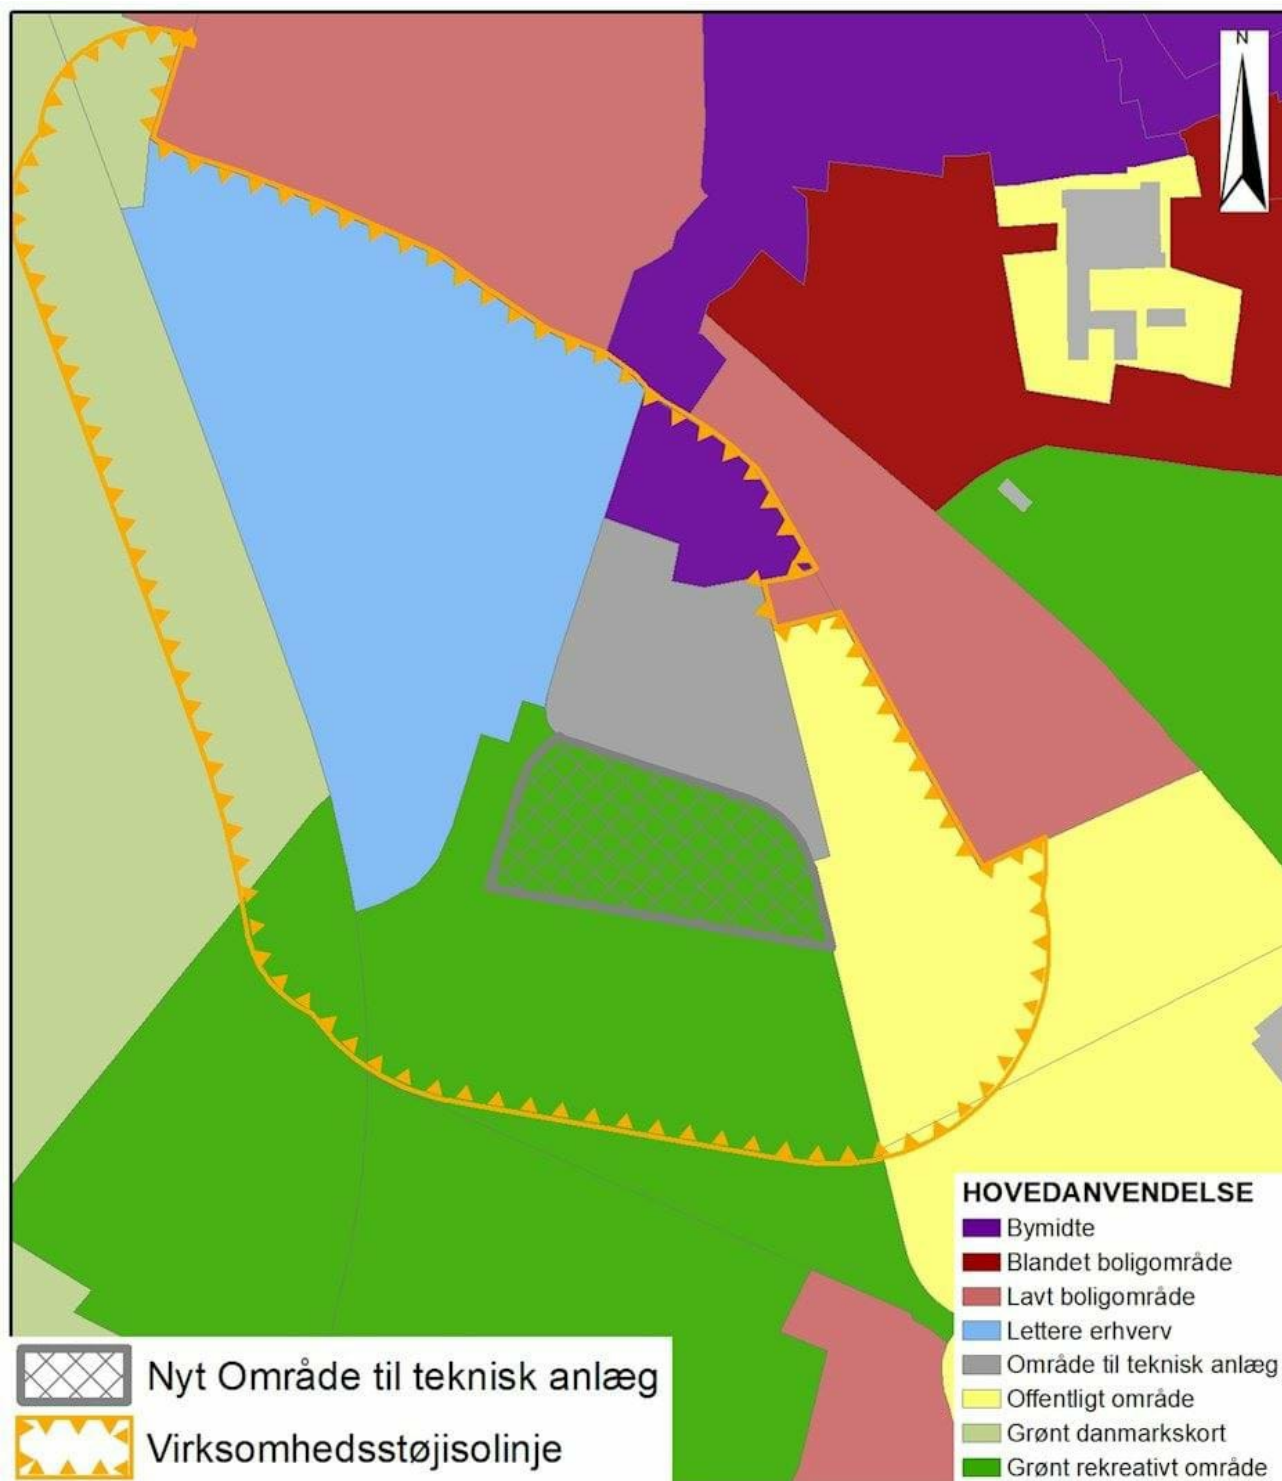 N
HOVEDANVENDELSE
Bymidte
Blandet boligområde
Lavt boligområde
Lettere erhverv
Område til teknisk anlæg
Offentligt område
Grønt danmarkskort
Grønt rekreativt område
Nyt Område til teknisk anlæg
Virksomhedsstøjisolinje